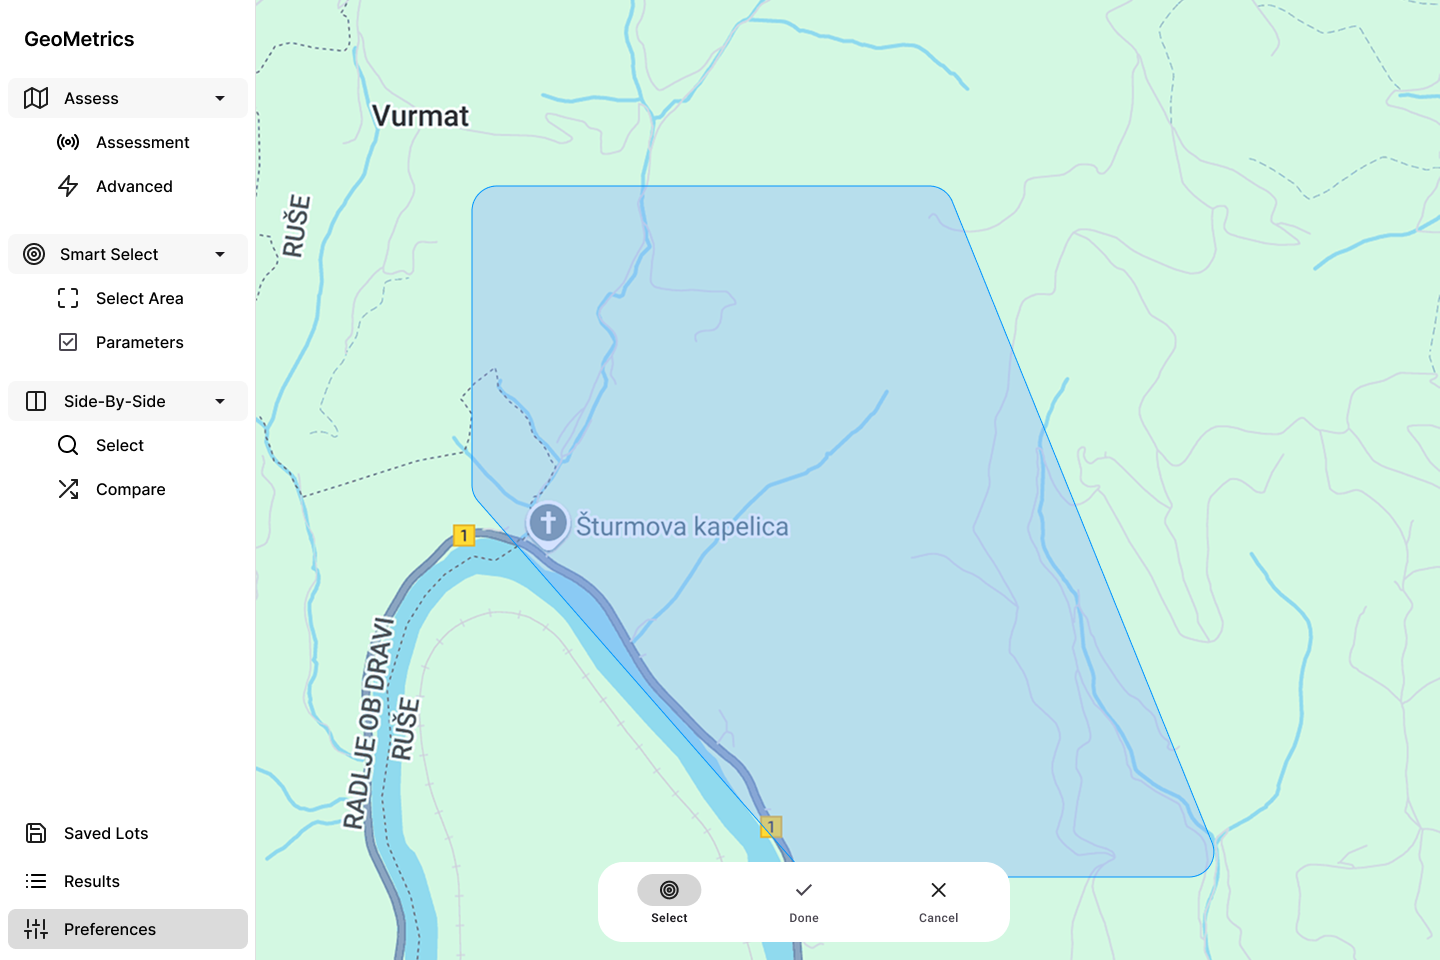 GeoMetrics
Assess
Assessment
Advanced
Smart Select
Select Area
Parameters
Side-By-Side
Select
Compare
Saved Lots
Results
Preferences
Vurmat
RUŠE
1
Šturmova kapelica
RADLJE OB DRAVI
RUŠE
1
Select
Done
Cancel